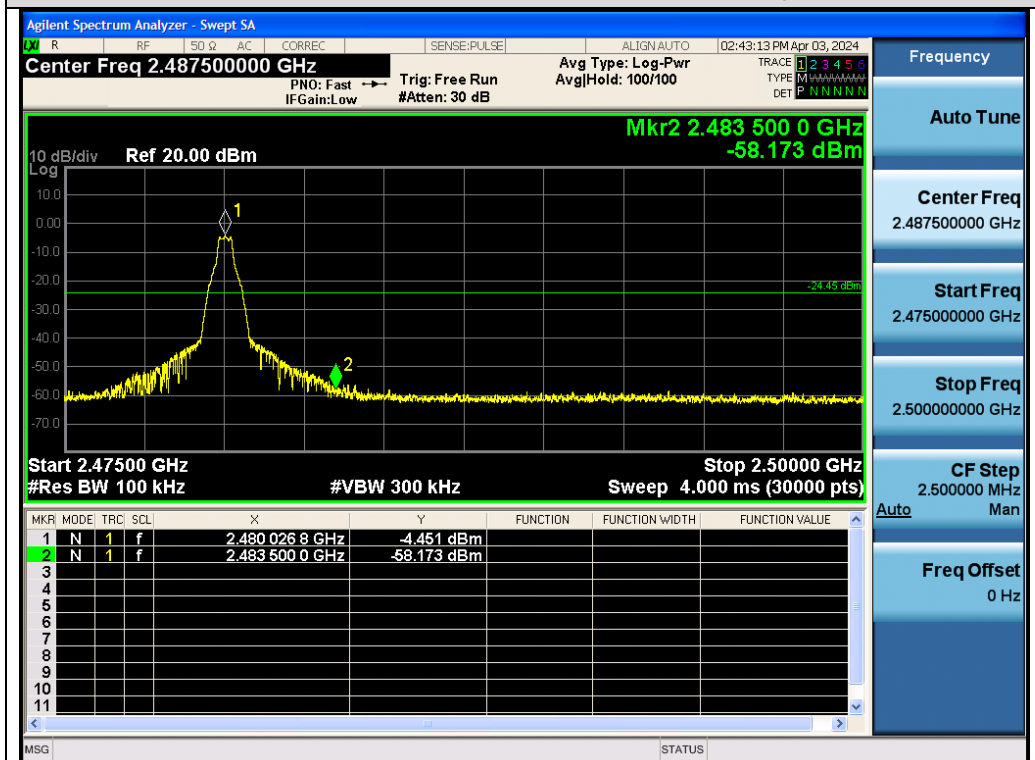 Agilent Spectrum Analyzer - Swept SA
LXI R RF 50 Ω AC CORREC SENSE:PULSE ALIGN AUTO 02:43:13 PM Apr 03, 2024
Center Freq 2.487500000 GHz
PNO: Fast
IFGain:Low
Trig: Free Run
#Atten: 30 dB
Avg Type: Log-Pwr
Avg|Hold: 100/100
TRACE 1 2 3 4 5 6
TYPE M WWWWW
DET P N N N N N
Mkr2 2.483 500 0 GHz
-58.173 dBm
10 dB/div Ref 20.00 dBm
Log
10.0
0.00
-10.0
-20.0
-30.0
-40.0
-50.0
-60.0
-70.0
1
2
-24.45 dBm
Start 2.47500 GHz Stop 2.50000 GHz
#Res BW 100 kHz #VBW 300 kHz Sweep 4.000 ms (30000 pts)
MKR MODE TRC SCL X Y FUNCTION FUNCTION WIDTH FUNCTION VALUE
1 N 1 f 2.480 026 8 GHz -4.451 dBm
2 N 1 f 2.483 500 0 GHz -58.173 dBm
3
4
5
6
7
8
9
10
11
MSG STATUS
Frequency
Auto Tune
Center Freq
2.487500000 GHz
Start Freq
2.475000000 GHz
Stop Freq
2.500000000 GHz
CF Step
2.500000 MHz
Auto Man
Freq Offset
0 Hz